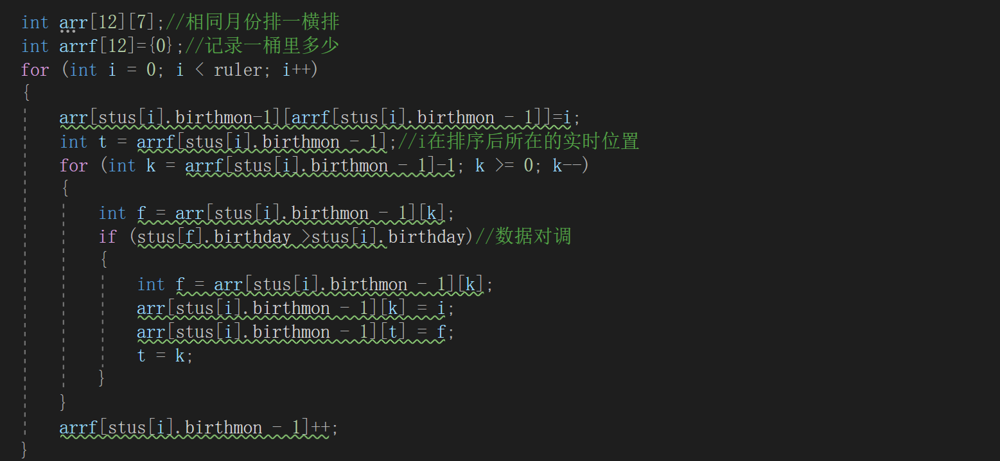 int arr[12][7];//相同月份排一横排
int arrf[12]={0};//记录一桶里多少
for (int i = 0; i < ruler; i++)
{
arr[stus[i].birthmon-1][arrf[stus[i].birthmon - 1]]=i;
int t = arrf[stus[i].birthmon - 1];//i在排序后所在的实时位置
for (int k = arrf[stus[i].birthmon - 1]-1; k >= 0; k--)
{
int f = arr[stus[i].birthmon - 1][k];
if (stus[f].birthday >stus[i].birthday)//数据对调
{
int f = arr[stus[i].birthmon - 1][k];
arr[stus[i].birthmon - 1][k] = i;
arr[stus[i].birthmon - 1][t] = f;
t = k;
}
}
arrf[stus[i].birthmon - 1]++;
}